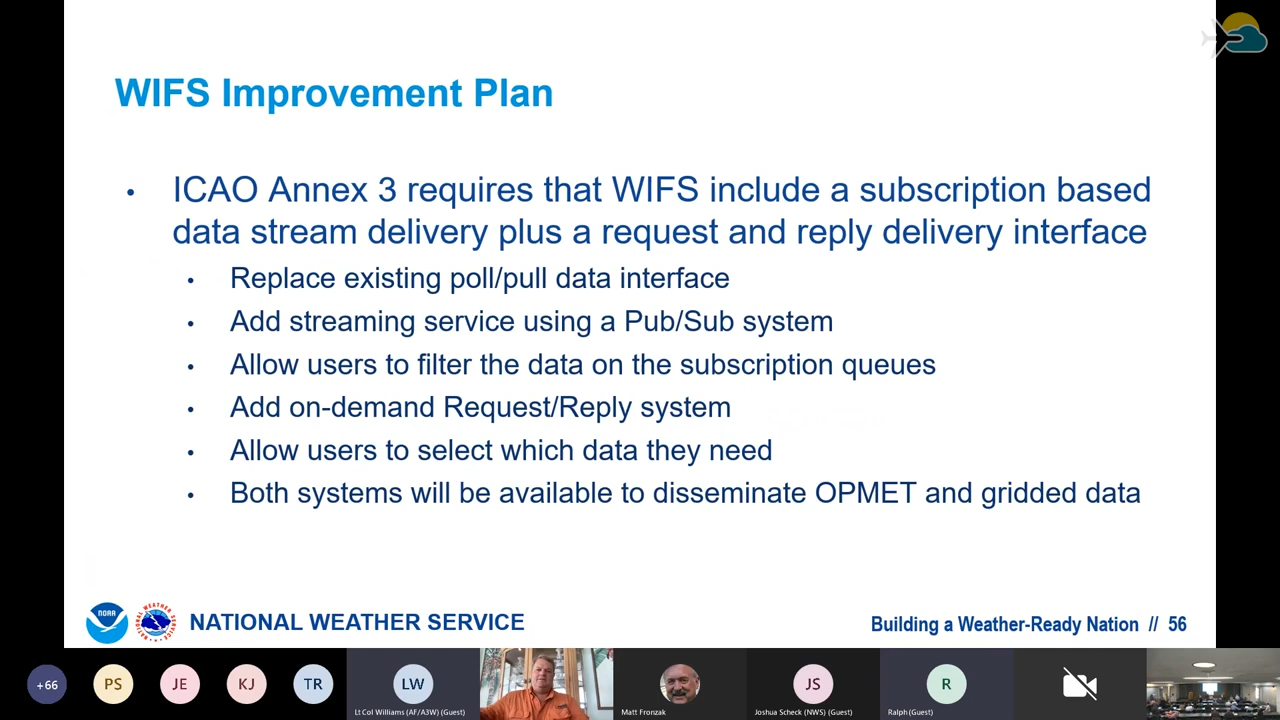 WIFS Improvement Plan
• ICAO Annex 3 requires that WIFS include a subscription based
data stream delivery plus a request and reply delivery interface
• Replace existing poll/pull data interface
• Add streaming service using a Pub/Sub system
• Allow users to filter the data on the subscription queues
• Add on-demand Request/Reply system
• Allow users to select which data they need
• Both systems will be available to disseminate OPMET and gridded data
NOAA
NATIONAL WEATHER SERVICE
NATIONAL WEATHER SERVICE
Building a Weather-Ready Nation // 56
+66
PS
JE
KJ
TR
LW
Lt Col Williams (AF/A3W) (Guest)
Matt Fronzak
JS
Joshua Scheck (NWS) (Guest)
R
Ralph (Guest)